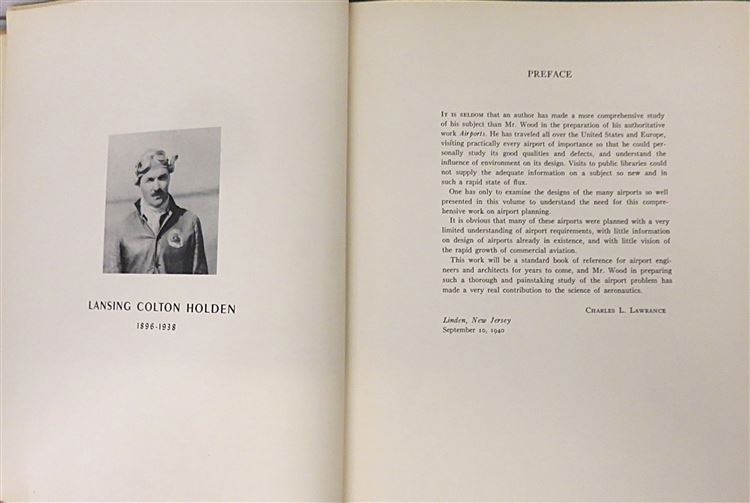 LANSING COLTON HOLDEN
1896-1938
PREFACE
IT IS SELDOM that an author has made a more comprehensive study
of his subject than Mr. Wood in the preparation of his authoritative
work Airports. He has traveled all over the United States and Europe,
visiting practically every airport of importance so that he could per-
sonally study its good qualities and defects, and understand the
influence of environment on its design. Visits to public libraries could
not supply the adequate information on a subject so new and in
such a rapid state of flux.
One has only to examine the designs of the many airports so well
presented in this volume to understand the need for this compre-
hensive work on airport planning.
It is obvious that many of these airports were planned with a very
limited understanding of airport requirements, with little information
on design of airports already in existence, and with little vision of
the rapid growth of commercial aviation.
This work will be a standard book of reference for airport engi-
neers and architects for years to come, and Mr. Wood in preparing
such a thorough and painstaking study of the airport problem has
made a very real contribution to the science of aeronautics.
CHARLES L. LAWRANCE
Linden, New Jersey
September 10, 1940